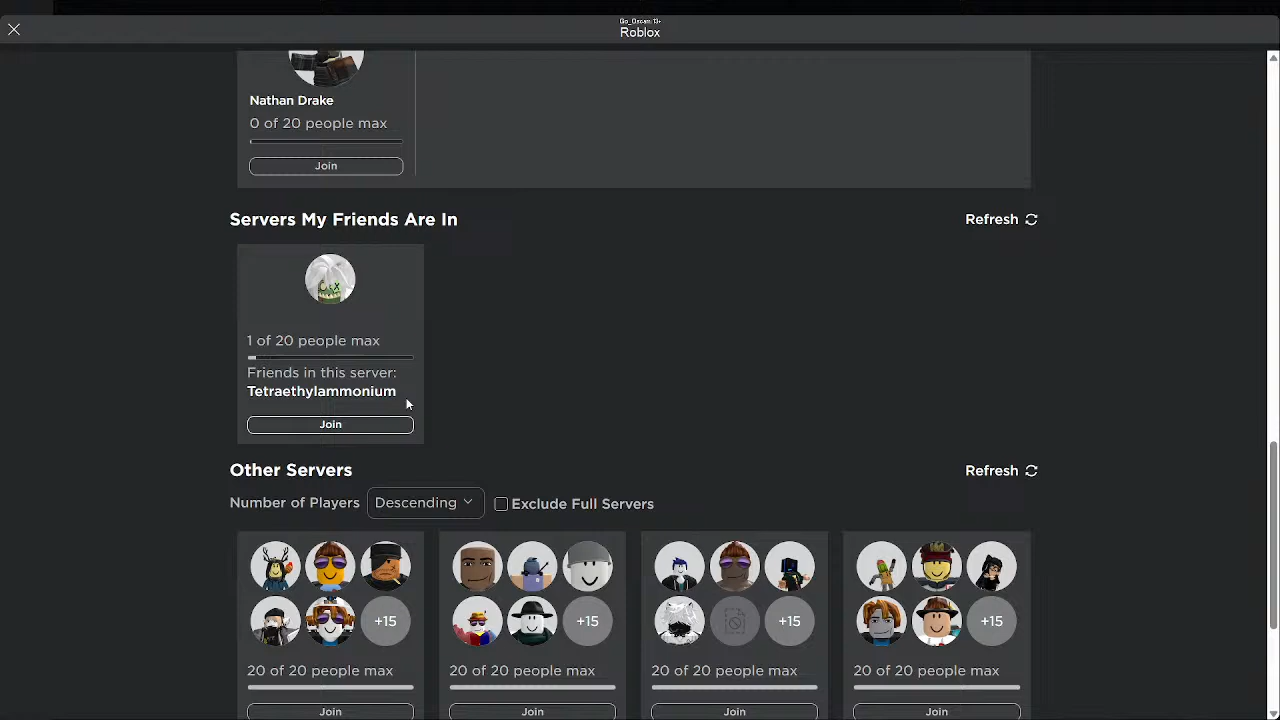 Go_Oscam: 13+
Roblox
Nathan Drake
0 of 20 people max
Join
Servers My Friends Are In
Refresh
1 of 20 people max
Friends in this server:
Tetraethylammonium
Join
Other Servers
Refresh
Number of Players
Descending
Exclude Full Servers
+15
+15
+15
+15
20 of 20 people max
20 of 20 people max
20 of 20 people max
20 of 20 people max
Join
Join
Join
Join